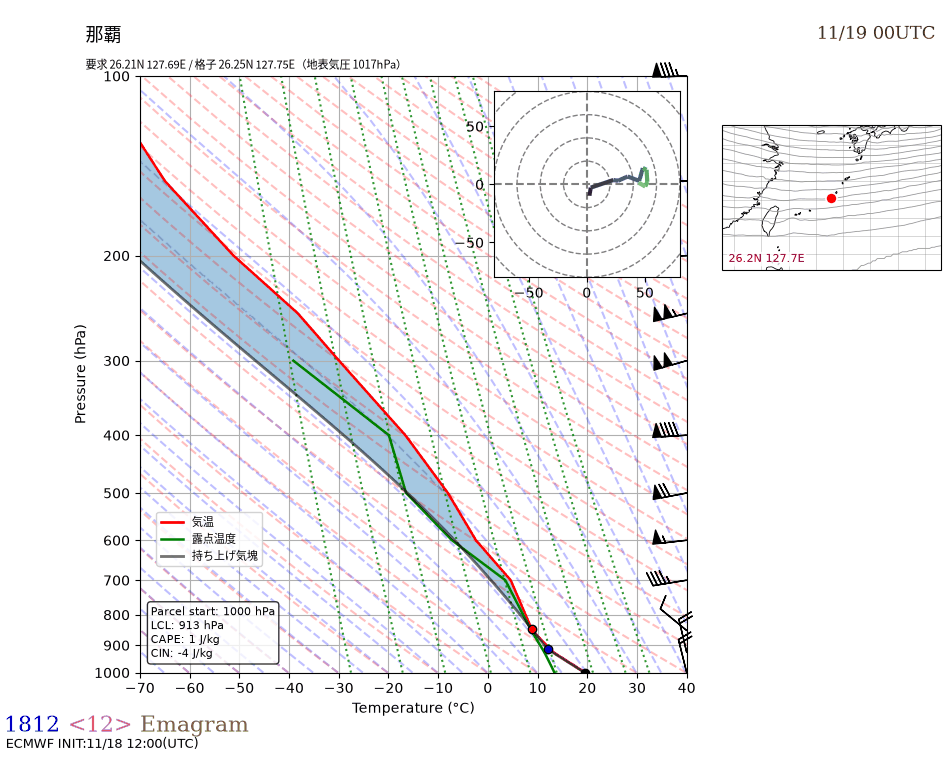 那覇
11/19 00UTC
要求 26.21N 127.69E / 格子 26.25N 127.75E（地表気圧 1017hPa）
100
200
300
400
500
600
700
800
900
1000
Pressure (hPa)
−70 −60 −50 −40 −30 −20 −10 0 10 20 30 40
Temperature (°C)
50
0
−50
−50 0 50
26.2N 127.7E
気温
露点温度
持ち上げ気塊
Parcel start: 1000 hPa
LCL: 913 hPa
CAPE: 1 J/kg
CIN: -4 J/kg
1812 <12> Emagram
ECMWF INIT:11/18 12:00(UTC)